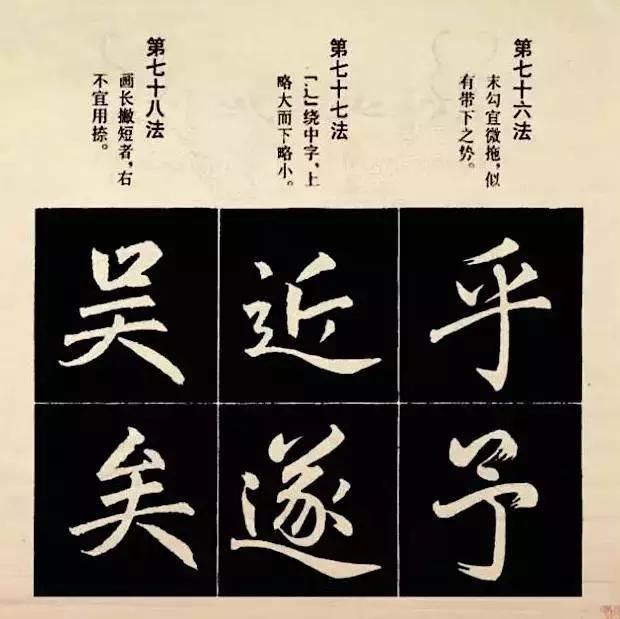 第七十六法
末勾宜微拖，似
有带下之势。
乎
予
第七十七法
「辶」绕中字，上
略大而下略小。
近
遂
第七十八法
画长撇短者，右
不宜用捺。
吴
矣